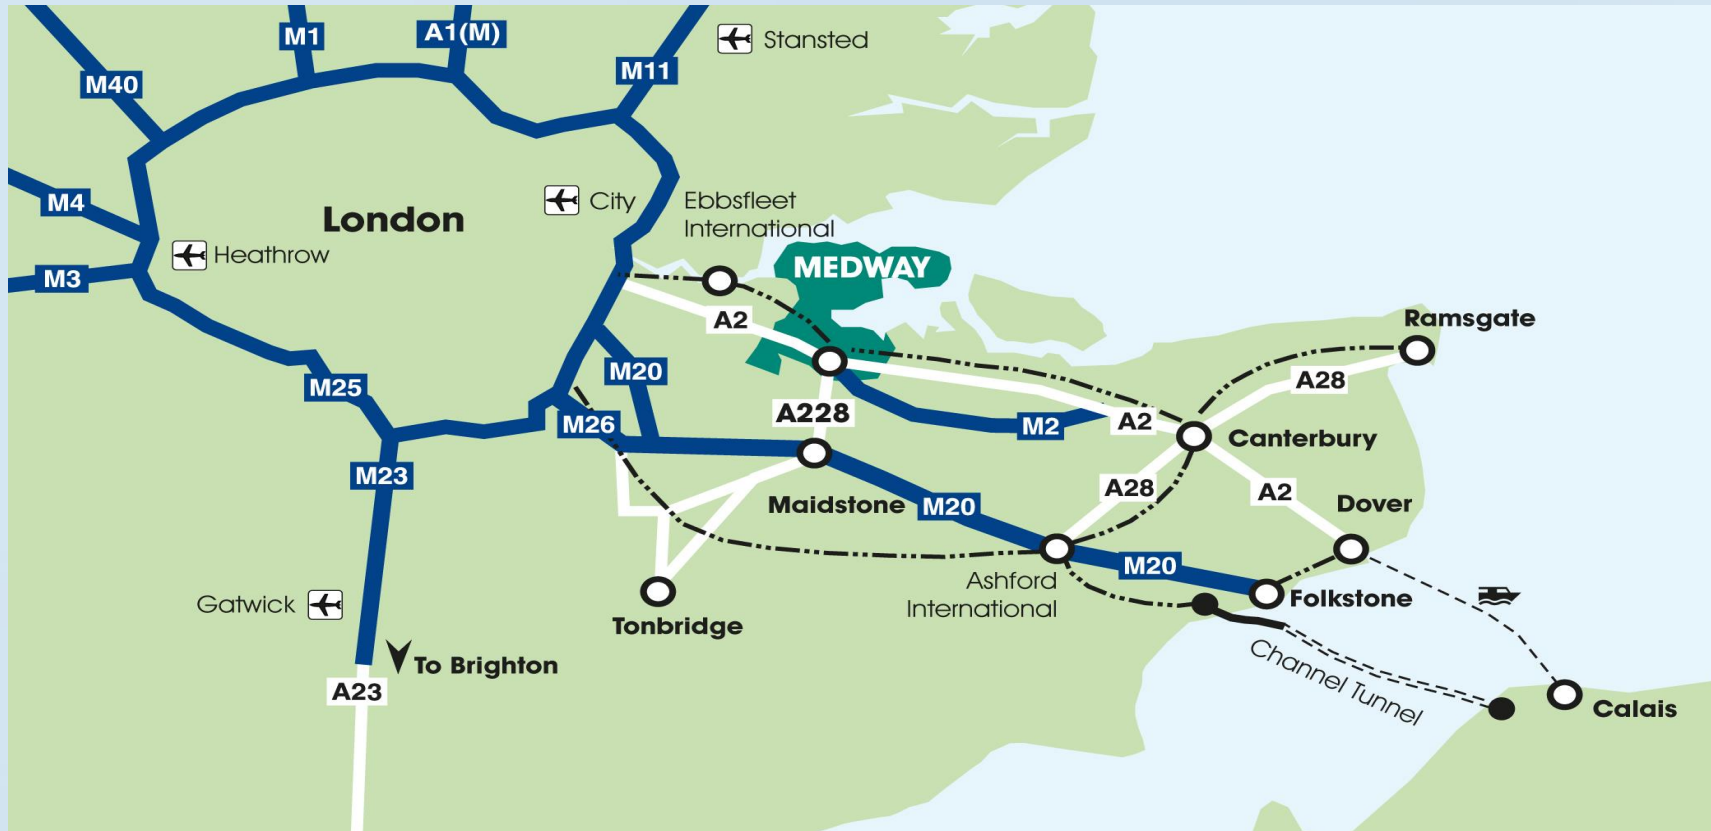 M1
A1(M)
Stansted
M40
M11
M4
London
City
Ebbsfleet
International
Heathrow
M3
MEDWAY
A2
Ramsgate
M25
M20
A28
M26
A228
M2
A2
Canterbury
M23
A28
A2
Maidstone
M20
Dover
M20
Ashford
International
Gatwick
Folkstone
Tonbridge
To Brighton
Channel Tunnel
A23
Calais